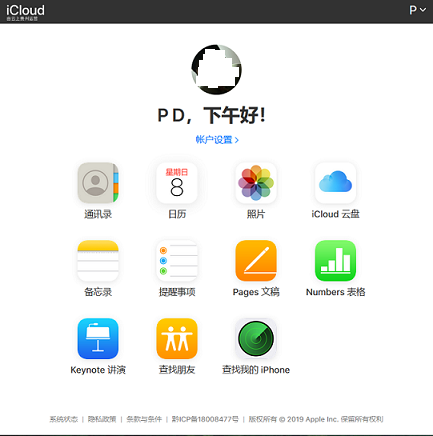 iCloud
由云上贵州运营
P
P D，下午好！
帐户设置 >
星期日
8
通讯录
日历
照片
iCloud 云盘
备忘录
提醒事项
Pages 文稿
Numbers 表格
Keynote 讲演
查找朋友
查找我的 iPhone
系统状态 | 隐私政策 | 条款与条件 | 黔ICP备18008477号 | 版权所有 © 2019 Apple Inc. 保留所有权利